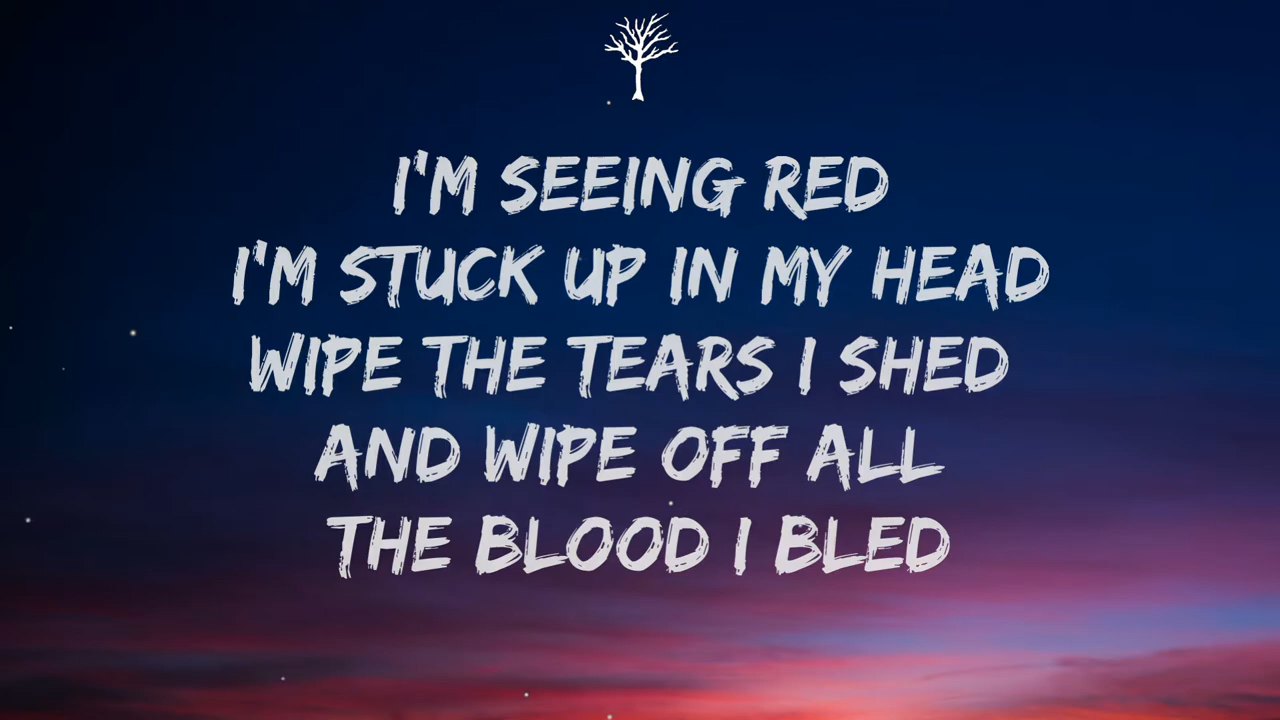 I'M SEEING RED
I'M STUCK UP IN MY HEAD
WIPE THE TEARS I SHED
AND WIPE OFF ALL
THE BLOOD I BLED